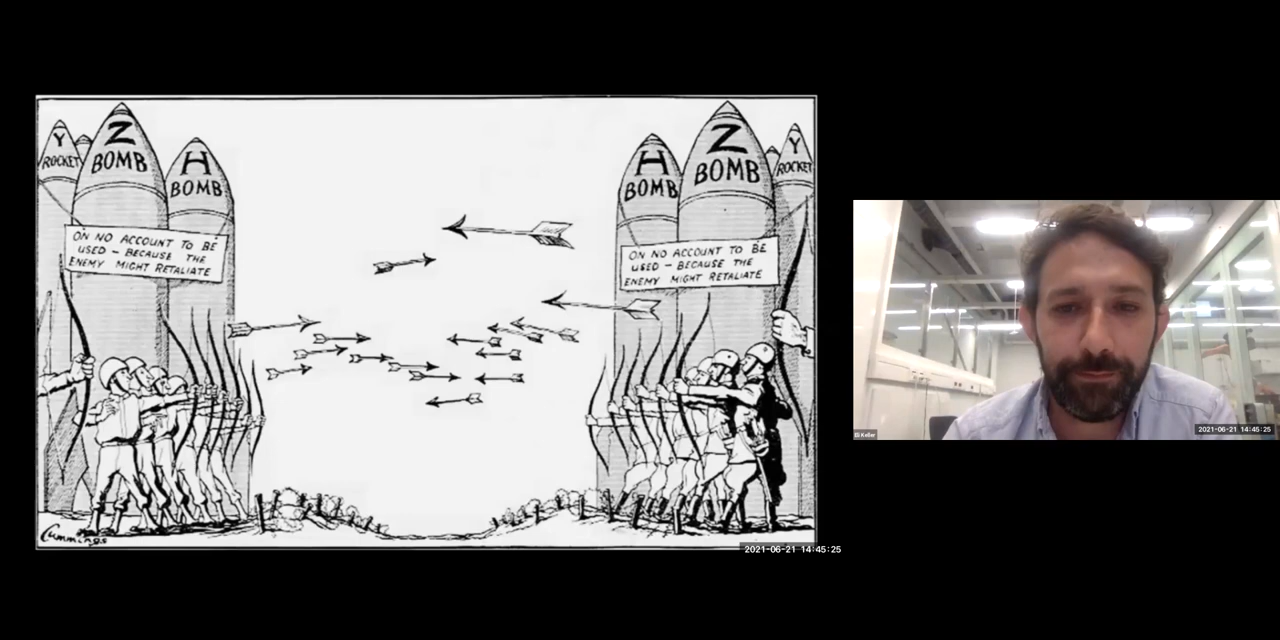 Y
ROCKET
Z
BOMB
H
BOMB
ON NO ACCOUNT TO BE
USED – BECAUSE THE
ENEMY MIGHT RETALIATE
H
BOMB
Z
BOMB
Y
ROCKET
ON NO ACCOUNT TO BE
USED – BECAUSE THE
ENEMY MIGHT RETALIATE
Cummings
2021-06-21 14:45:25
Keller
2021-06-21 14:45:25